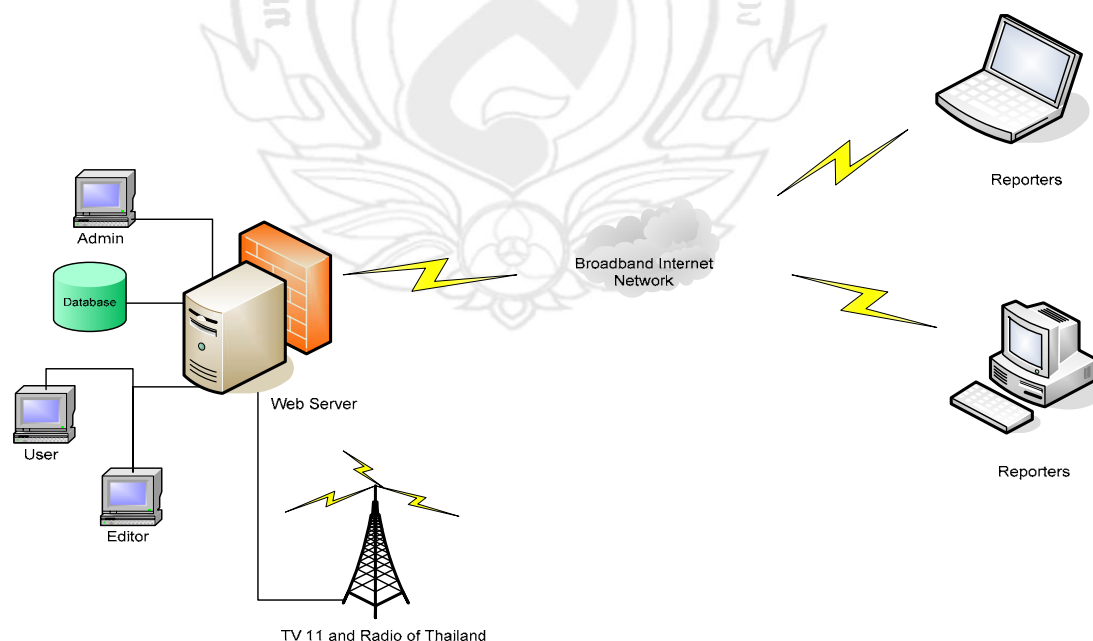 Reporters
Admin
Broadband Internet
Network
Database
Web Server
User
Reporters
Editor
TV 11 and Radio of Thailand